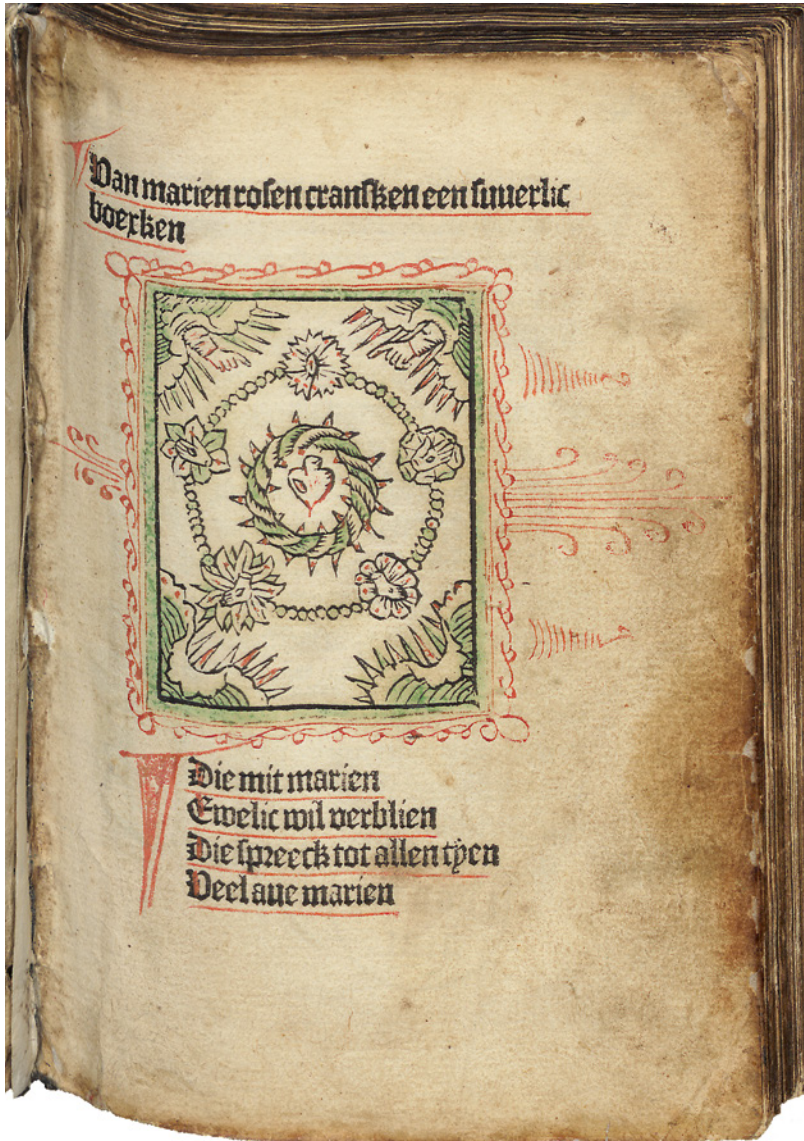 Van marien rosen cransken een suuerlic
boexken
Die mit marien
Ewelic wil verblien
Die spreeck tot allen tÿen
Veel aue marien